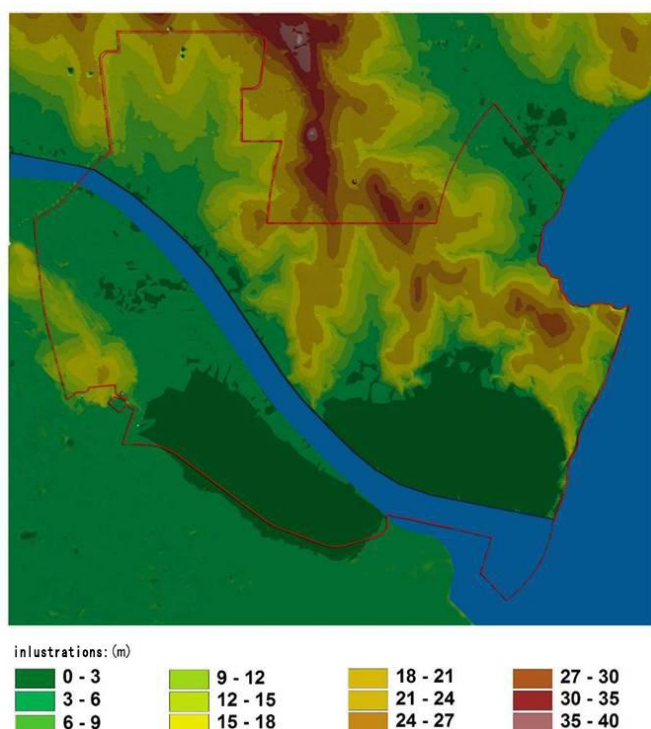 inlustrations:(m)
0 - 3 9 - 12 18 - 21 27 - 30
3 - 6 12 - 15 21 - 24 30 - 35
6 - 9 15 - 18 24 - 27 35 - 40